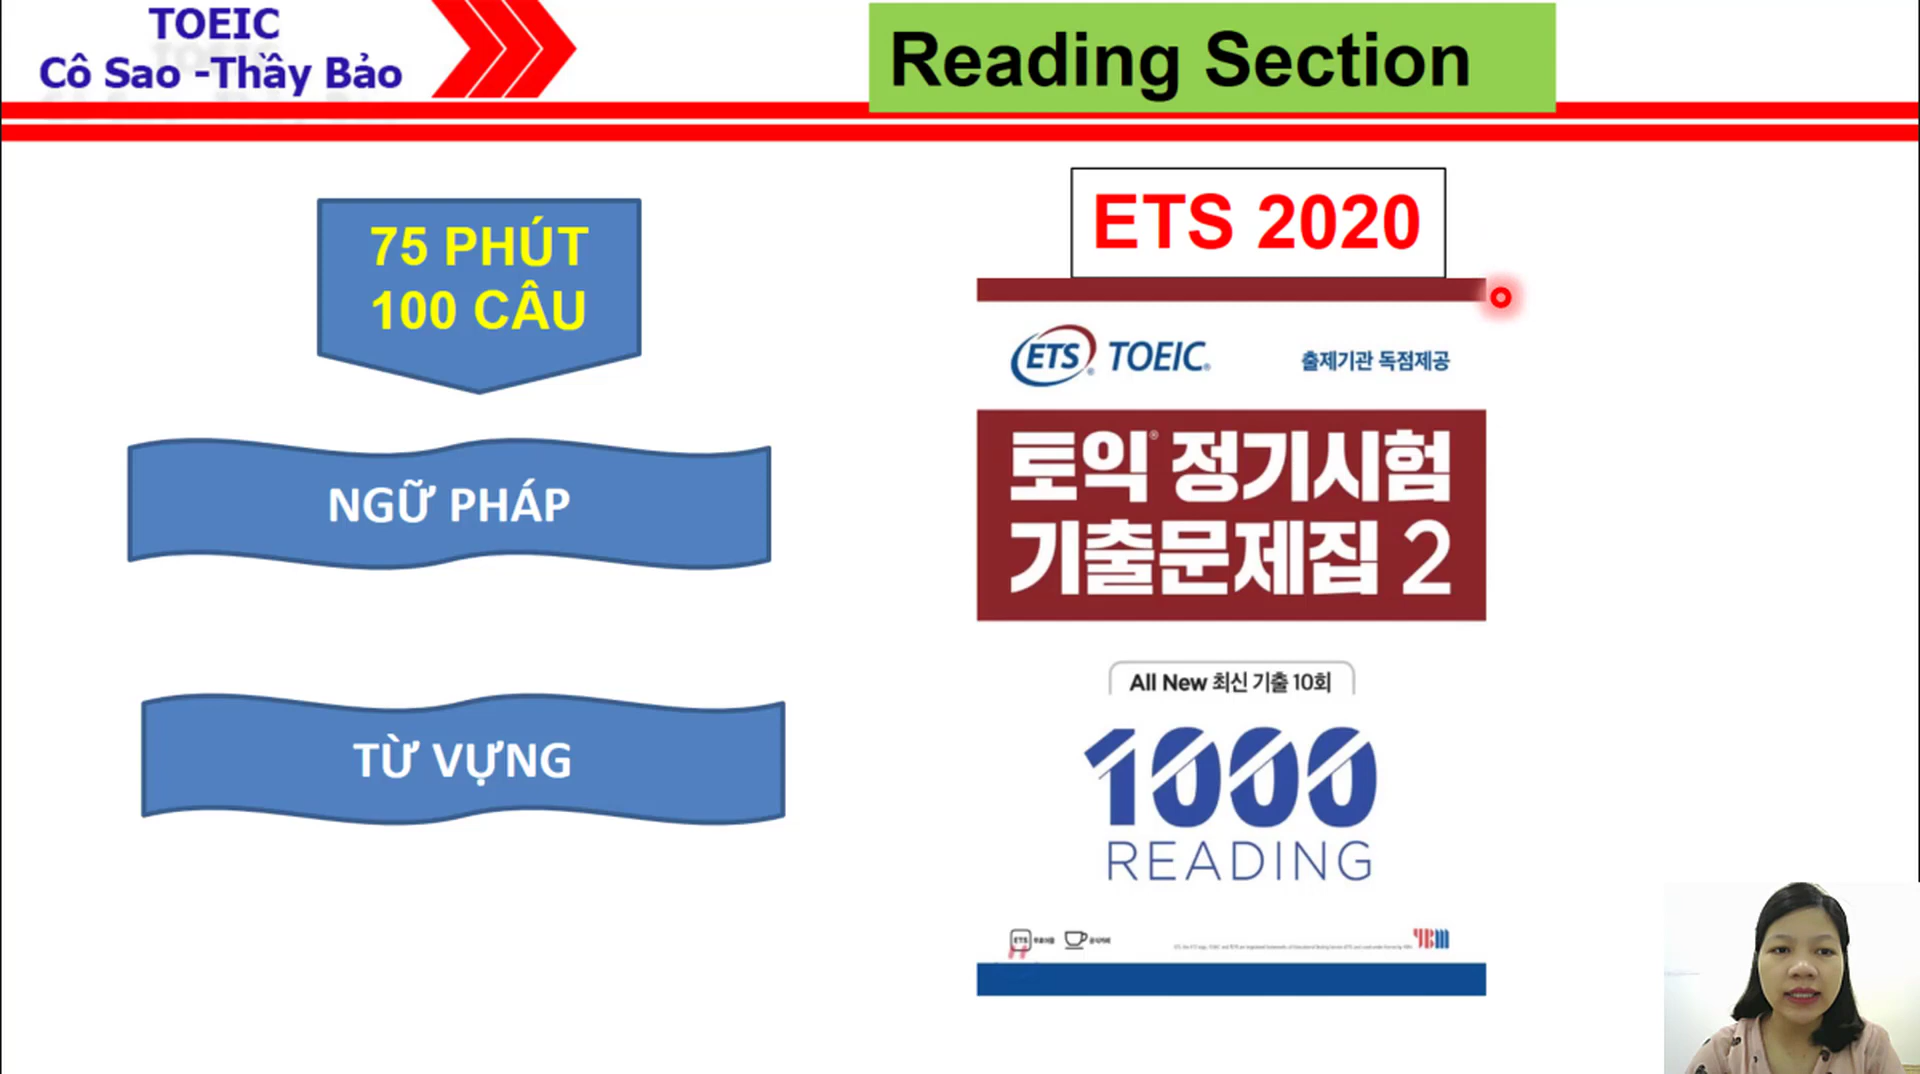 TOEIC
Cô Sao -Thầy Bảo
Reading Section
75 PHÚT
100 CÂU
NGỮ PHÁP
TỪ VỰNG
ETS 2020
ETS® TOEIC®
출제기관 독점제공
토익® 정기시험
기출문제집 2
All New 최신 기출 10회
1000
READING
ETS
YBM